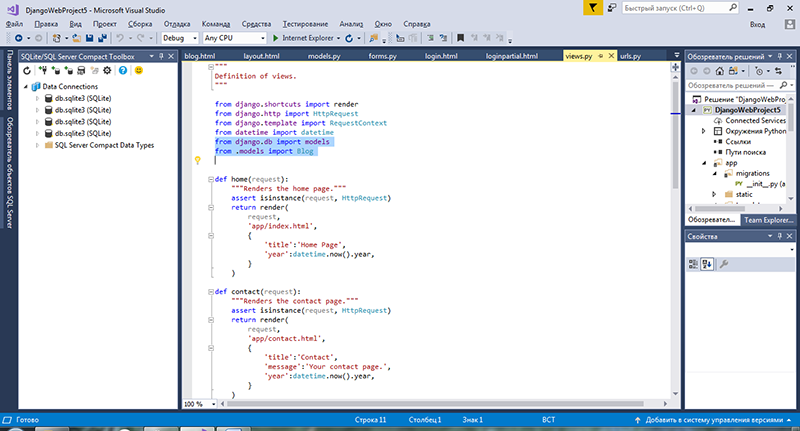 DjangoWebProject5 - Microsoft Visual Studio
Быстрый запуск (Ctrl+Q)
Файл Правка Вид Проект Сборка Отладка Команда Средства Тестирование Анализ Окно Справка
Вход
Debug Any CPU Internet Explorer
Панель элементов
Обозреватель объектов SQL Server
SQLite/SQL Server Compact Toolbox
Data Connections
db.sqlite3 (SQLite)
db.sqlite3 (SQLite)
db.sqlite3 (SQLite)
SQL Server Compact Data Types
blog.html layout.html models.py forms.py login.html loginpartial.html views.py urls.py
"""
Definition of views.
"""
from django.shortcuts import render
from django.http import HttpRequest
from django.template import RequestContext
from datetime import datetime
from django.db import models
from .models import Blog
def home(request):
"""Renders the home page."""
assert isinstance(request, HttpRequest)
return render(
request,
'app/index.html',
{
'title':'Home Page',
'year':datetime.now().year,
}
)
def contact(request):
"""Renders the contact page."""
assert isinstance(request, HttpRequest)
return render(
request,
'app/contact.html',
{
'title':'Contact',
'message':'Your contact page.',
'year':datetime.now().year,
}
)
100 %
Обозреватель решений
Обозреватель решений
Решение "DjangoWebPro
DjangoWebProject5
Connected Services
Окружения Python
Ссылки
Пути поиска
app
migrations
__init__.py (a
static
Обозревател... Team Explorer...
Свойства
Готово Строка 11 Столбец 1 Знак 1 ВСТ Добавить в систему управления версиями